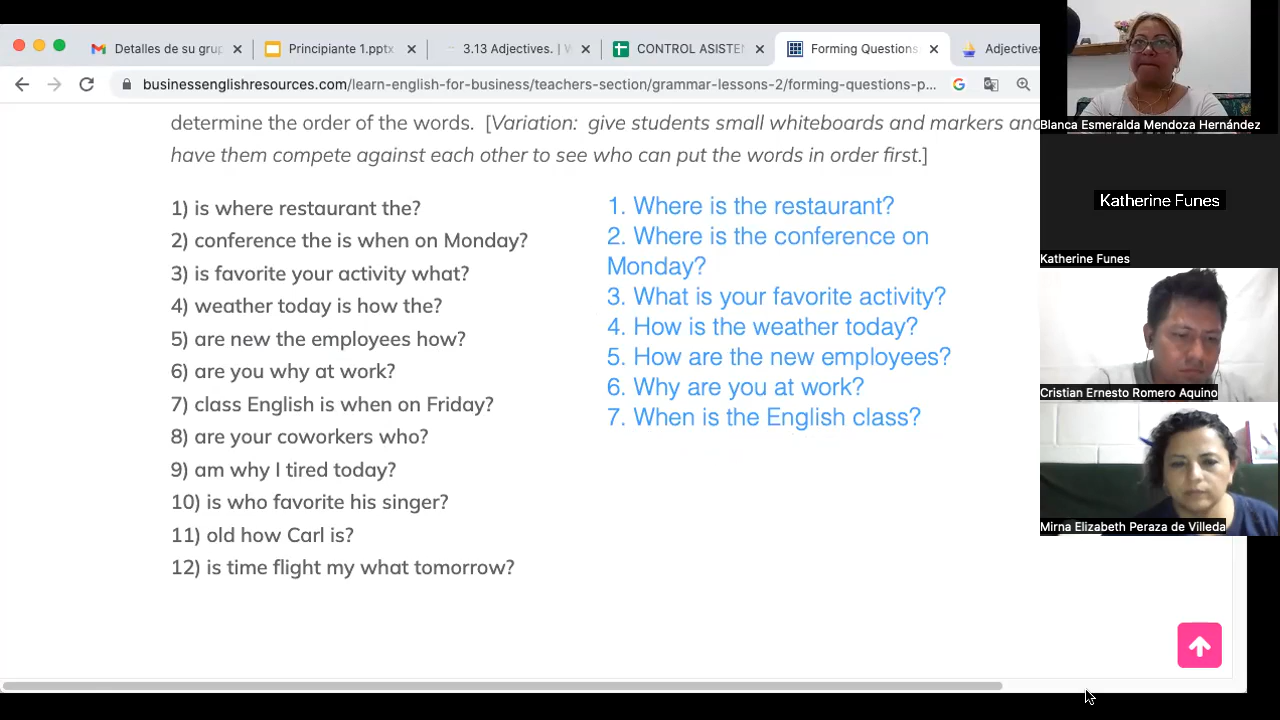 Detalles de su gru
Principiante 1.pptx
3.13 Adjectives. | W
CONTROL ASISTEN
Forming Questions
Adjectives
businessenglishresources.com/learn-english-for-business/teachers-section/grammar-lessons-2/forming-questions-p...
determine the order of the words. [Variation: give students small whiteboards and markers and
have them compete against each other to see who can put the words in order first.]
1) is where restaurant the?
2) conference the is when on Monday?
3) is favorite your activity what?
4) weather today is how the?
5) are new the employees how?
6) are you why at work?
7) class English is when on Friday?
8) are your coworkers who?
9) am why I tired today?
10) is who favorite his singer?
11) old how Carl is?
12) is time flight my what tomorrow?
1. Where is the restaurant?
2. Where is the conference on
Monday?
3. What is your favorite activity?
4. How is the weather today?
5. How are the new employees?
6. Why are you at work?
7. When is the English class?
Blanca Esmeralda Mendoza Hernández
Katherine Funes
Katherine Funes
Cristian Ernesto Romero Aquino
Mirna Elizabeth Peraza de Villeda